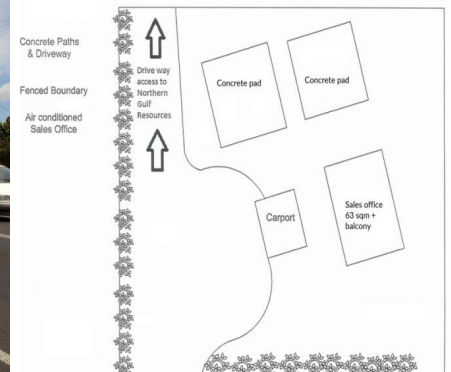 Concrete Paths
& Driveway
Fenced Boundary
Air conditioned
Sales Office
Drive way
access to
Northern
Gulf
Resources
Concrete pad
Concrete pad
Carport
Sales office
63 sqm +
balcony